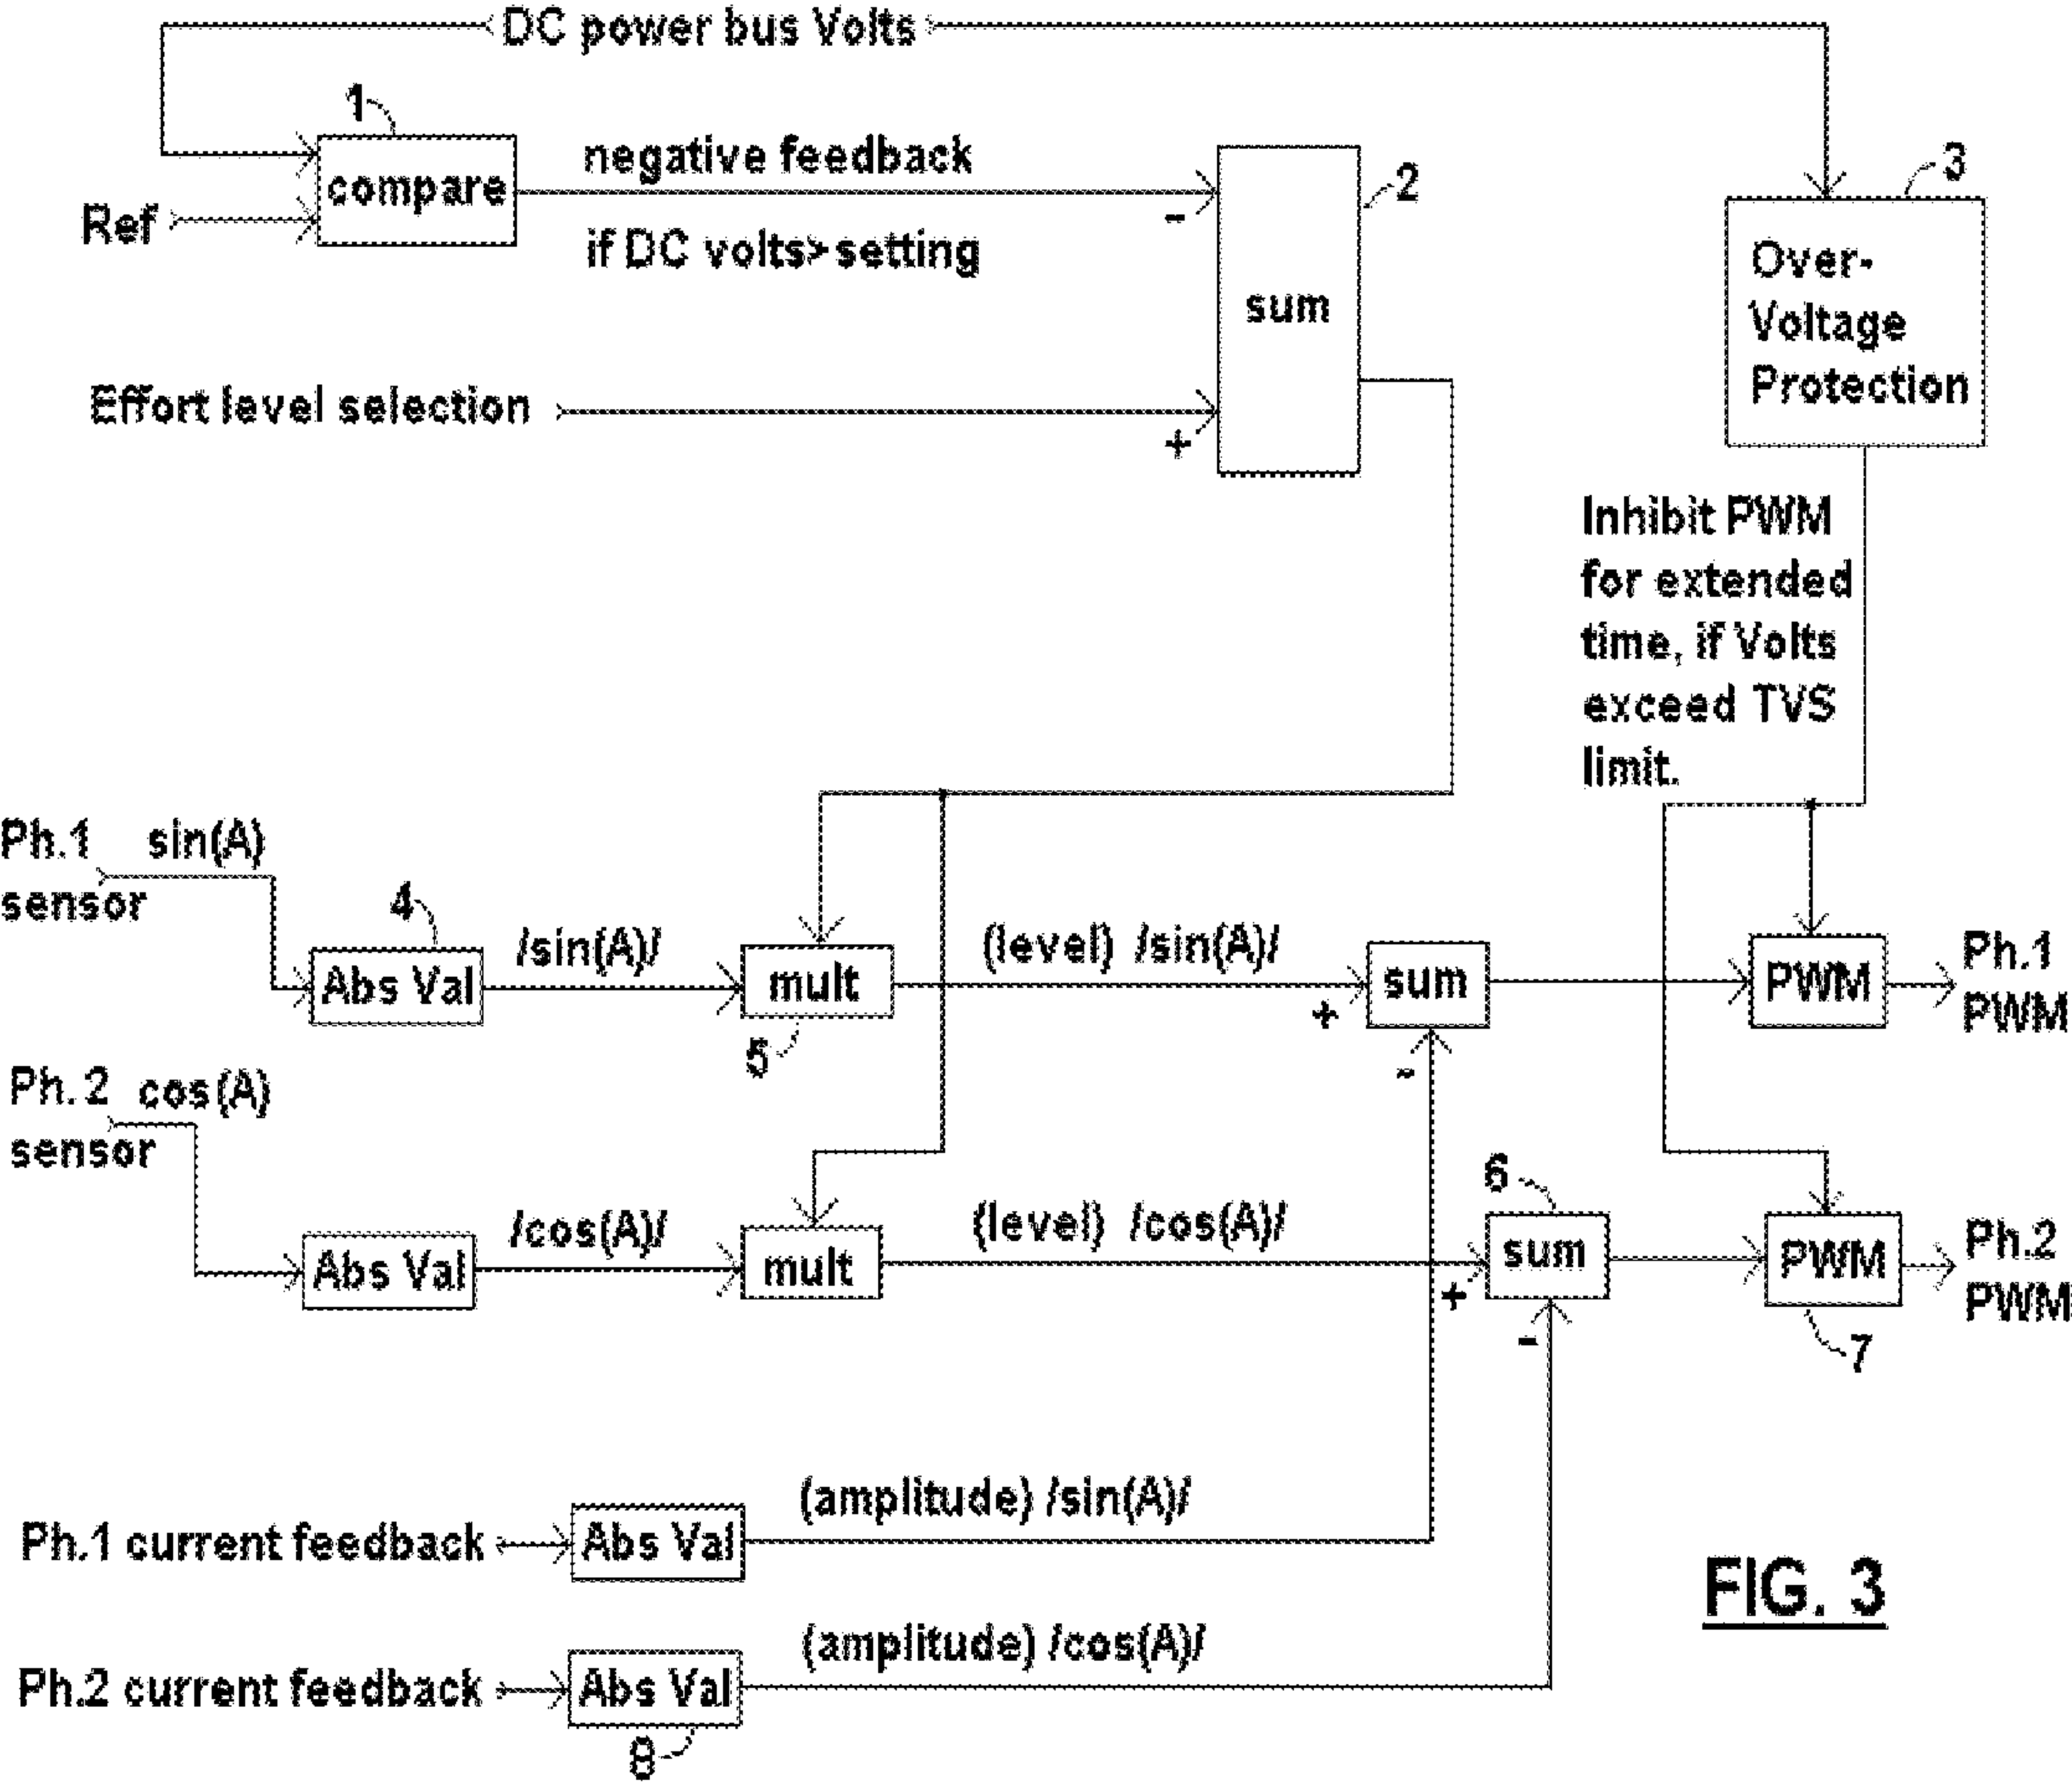 DC power bus Volts
1
compare
Ref
negative feedback
-
if DC volts>setting
2
sum
Effort level selection
+
3
Over-
Voltage
Protection
Inhibit PWM
for extended
time, if Volts
exceed TVS
limit.
Ph.1 sin(A)
sensor
4
Abs Val
/sin(A)/
mult
5
(level) /sin(A)/
+
sum
-
PWM
Ph.1
PWM
Ph.2 cos(A)
sensor
Abs Val
/cos(A)/
mult
(level) /cos(A)/
+
6
sum
-
PWM
7
Ph.2
PWM
Ph.1 current feedback
Abs Val
(amplitude) /sin(A)/
Ph.2 current feedback
Abs Val
8
(amplitude) /cos(A)/
FIG. 3